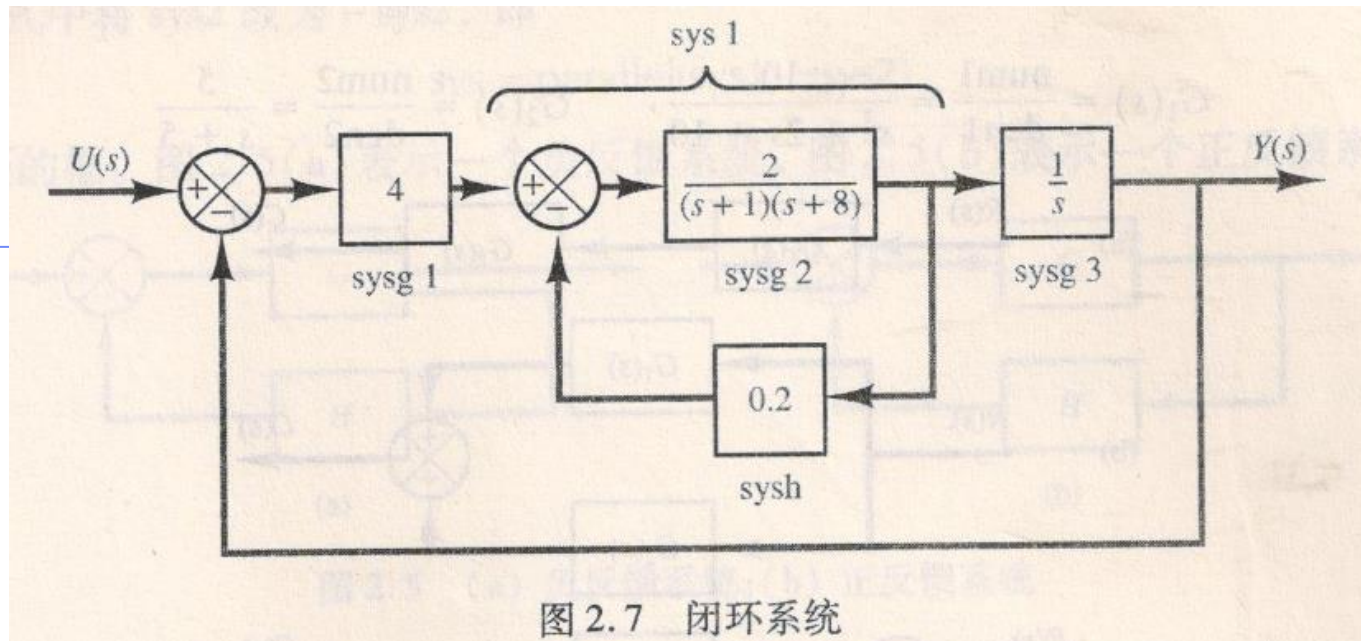 sys 1
U(s)
+
−
4
sysg 1
+
−
2
(s+1)(s+8)
sysg 2
1
s
sysg 3
Y(s)
0.2
sysh
图2.7 闭环系统